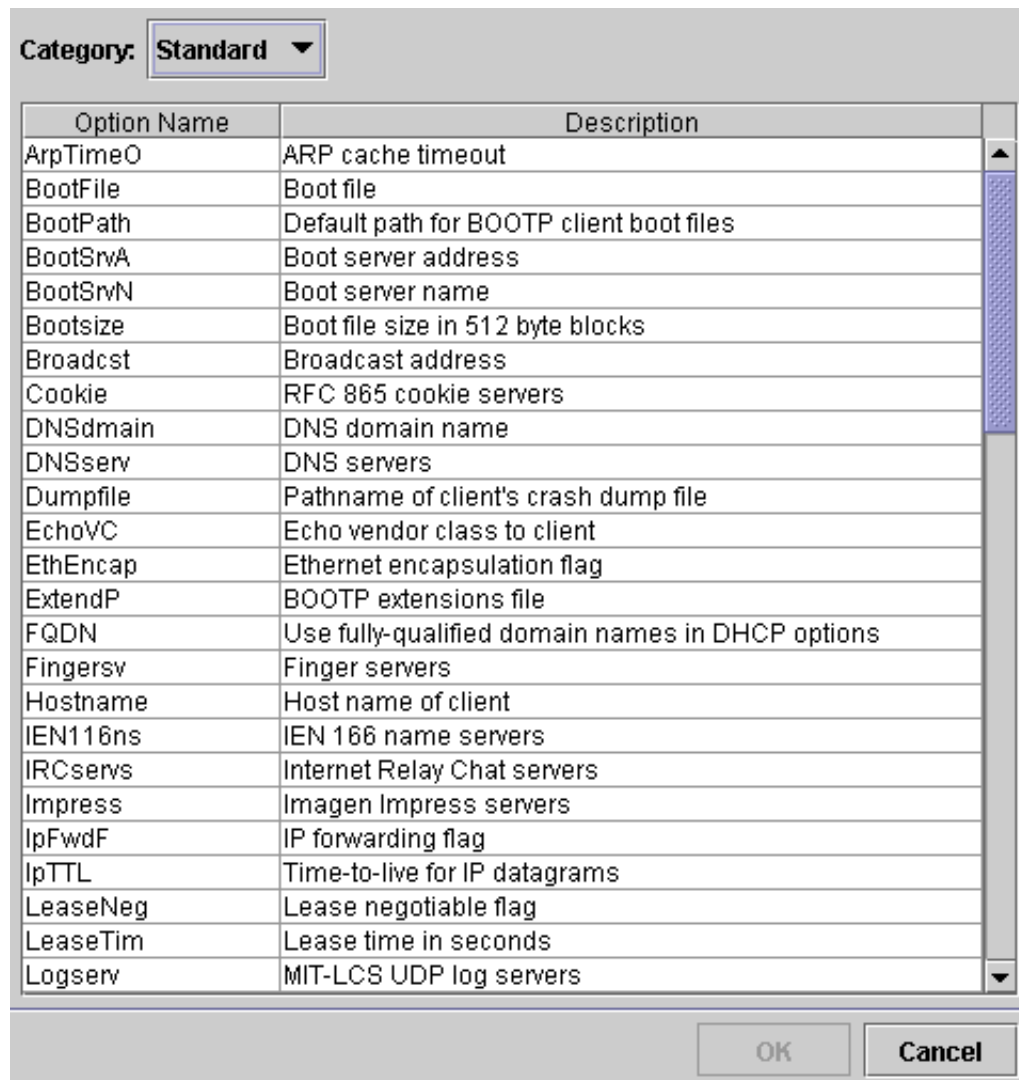 Category: Standard
Option Name Description
ArpTimeO ARP cache timeout
BootFile Boot file
BootPath Default path for BOOTP client boot files
BootSrvA Boot server address
BootSrvN Boot server name
Bootsize Boot file size in 512 byte blocks
Broadcst Broadcast address
Cookie RFC 865 cookie servers
DNSdmain DNS domain name
DNSserv DNS servers
Dumpfile Pathname of client's crash dump file
EchoVC Echo vendor class to client
EthEncap Ethernet encapsulation flag
ExtendP BOOTP extensions file
FQDN Use fully-qualified domain names in DHCP options
Fingersv Finger servers
Hostname Host name of client
IEN116ns IEN 166 name servers
IRCservs Internet Relay Chat servers
Impress Imagen Impress servers
IpFwdF IP forwarding flag
IpTTL Time-to-live for IP datagrams
LeaseNeg Lease negotiable flag
LeaseTim Lease time in seconds
Logserv MIT-LCS UDP log servers
OK Cancel